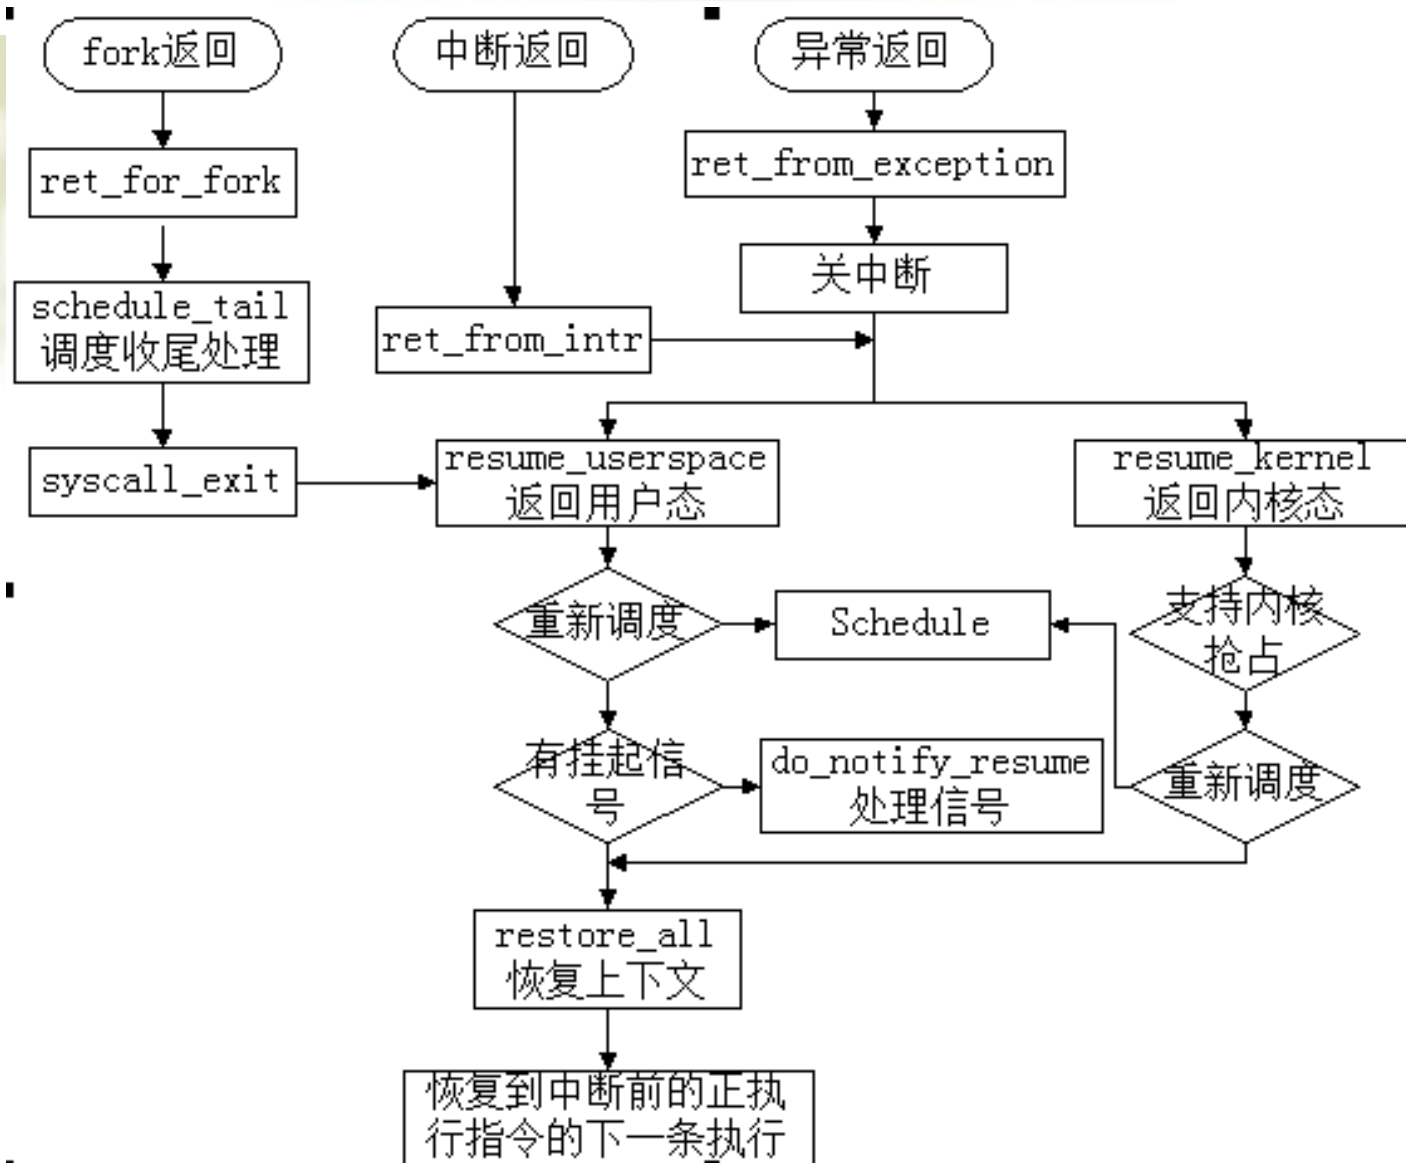 fork返回
中断返回
异常返回
ret_for_fork
ret_from_exception
关中断
schedule_tail
调度收尾处理
ret_from_intr
syscall_exit
resume_userspace
返回用户态
resume_kernel
返回内核态
重新调度
Schedule
支持内核
抢占
有挂起信
号
do_notify_resume
处理信号
重新调度
restore_all
恢复上下文
恢复到中断前的正执
行指令的下一条执行